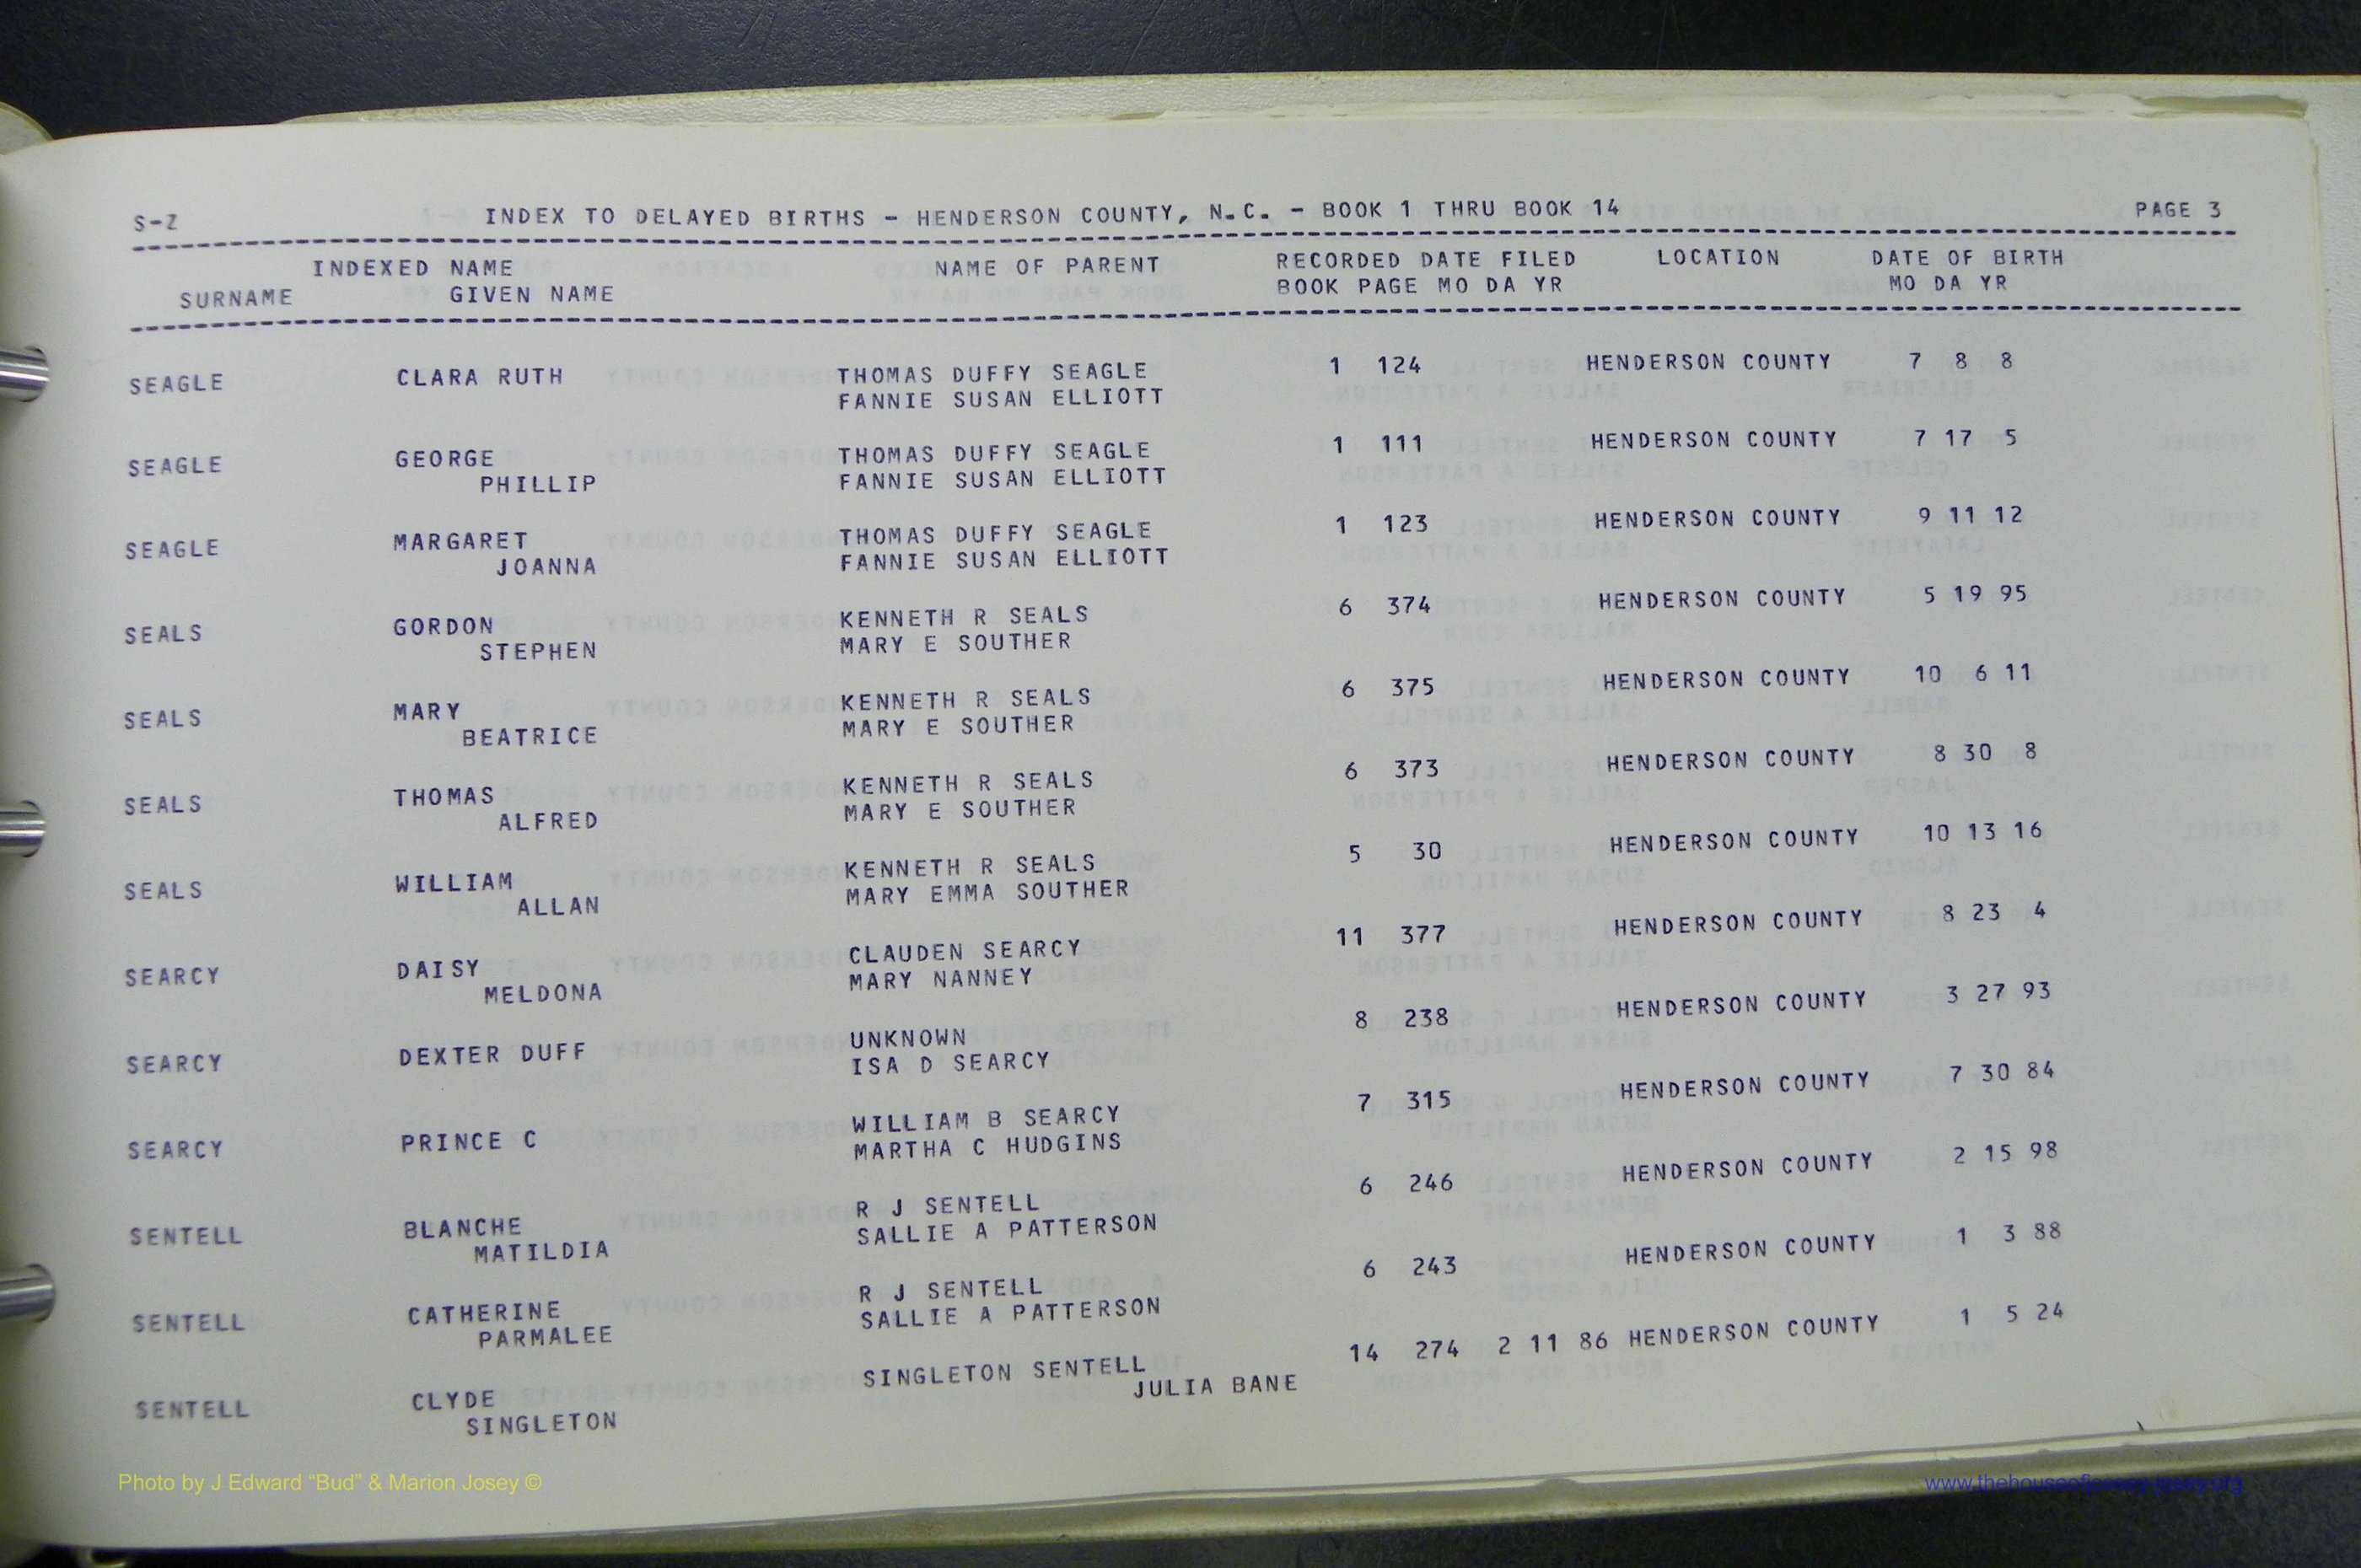 S-Z INDEX TO DELAYED BIRTHS - HENDERSON COUNTY, N.C. - BOOK 1 THRU BOOK 14 PAGE 3
INDEXED NAME NAME OF PARENT RECORDED DATE FILED LOCATION DATE OF BIRTH
SURNAME GIVEN NAME BOOK PAGE MO DA YR MO DA YR
SEAGLE CLARA RUTH THOMAS DUFFY SEAGLE 1 124 HENDERSON COUNTY 7 8 8
FANNIE SUSAN ELLIOTT
SEAGLE GEORGE THOMAS DUFFY SEAGLE 1 111 HENDERSON COUNTY 7 17 5
PHILLIP FANNIE SUSAN ELLIOTT
SEAGLE MARGARET THOMAS DUFFY SEAGLE 1 123 HENDERSON COUNTY 9 11 12
JOANNA FANNIE SUSAN ELLIOTT
SEALS GORDON KENNETH R SEALS 6 374 HENDERSON COUNTY 5 19 95
STEPHEN MARY E SOUTHER
SEALS MARY KENNETH R SEALS 6 375 HENDERSON COUNTY 10 6 11
BEATRICE MARY E SOUTHER
SEALS THOMAS KENNETH R SEALS 6 373 HENDERSON COUNTY 8 30 8
ALFRED MARY E SOUTHER
SEALS WILLIAM KENNETH R SEALS 5 30 HENDERSON COUNTY 10 13 16
ALLAN MARY EMMA SOUTHER
SEARCY DAISY CLAUDEN SEARCY 11 377 HENDERSON COUNTY 8 23 4
MELDONA MARY NANNEY
SEARCY DEXTER DUFF UNKNOWN 8 238 HENDERSON COUNTY 3 27 93
ISA D SEARCY
SEARCY PRINCE C WILLIAM B SEARCY 7 315 HENDERSON COUNTY 7 30 84
MARTHA C HUDGINS
SENTELL BLANCHE R J SENTELL 6 246 HENDERSON COUNTY 2 15 98
MATILDIA SALLIE A PATTERSON
SENTELL CATHERINE R J SENTELL 6 243 HENDERSON COUNTY 1 3 88
PARMALEE SALLIE A PATTERSON
SENTELL CLYDE SINGLETON SENTELL 14 274 2 11 86 HENDERSON COUNTY 1 5 24
SINGLETON JULIA BANE
Photo by J Edward “Bud” & Marion Josey © www.thehouseofjossey-josey.org